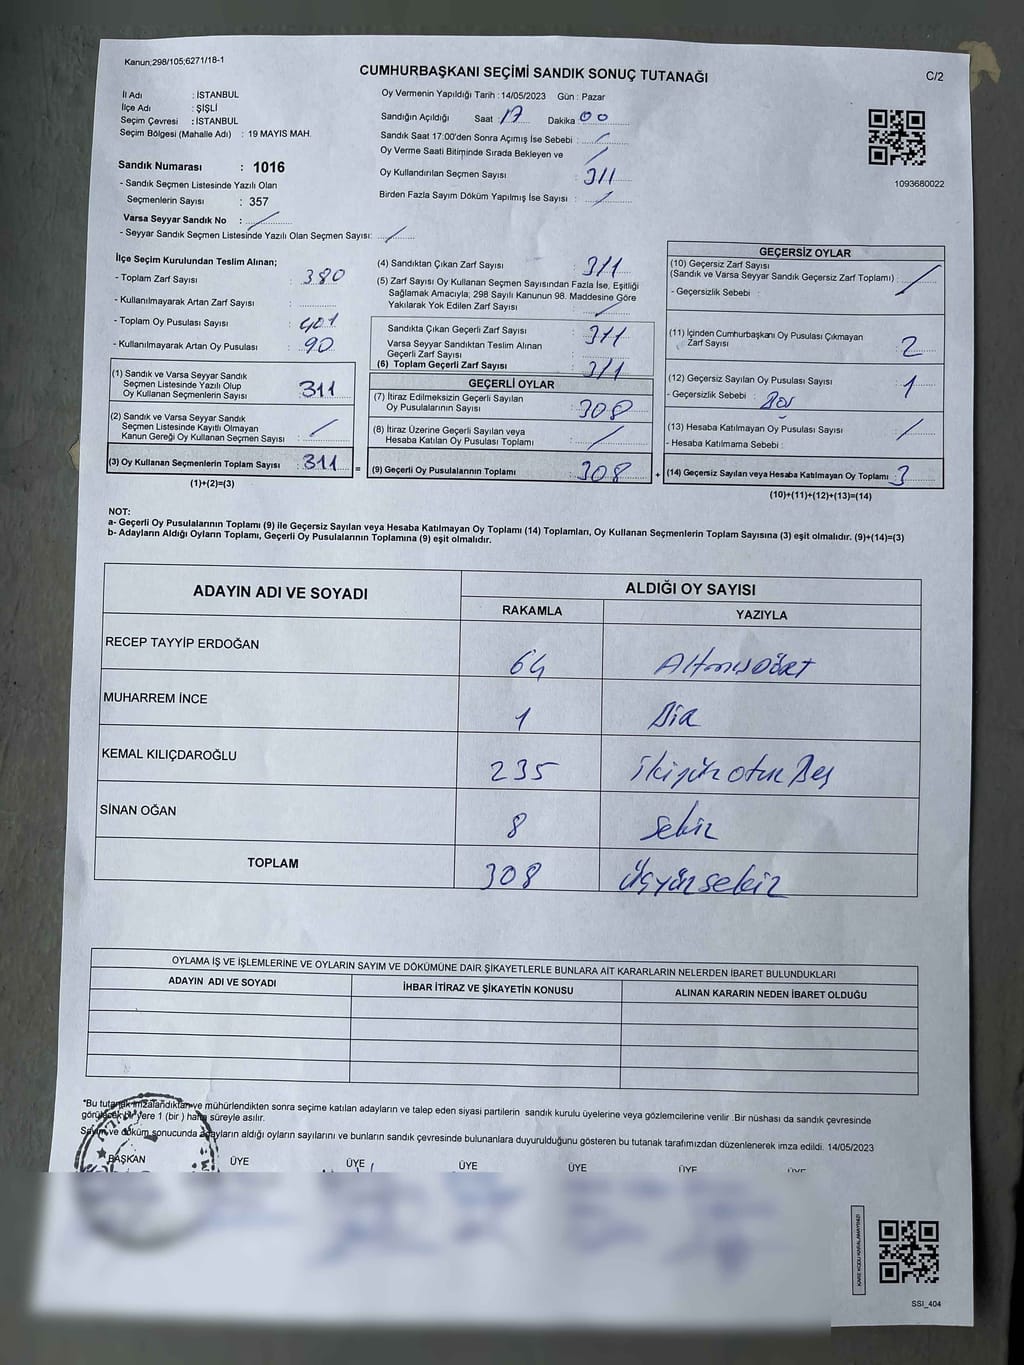 Kanun;298/105;6271/18-1
CUMHURBAŞKANI SEÇİMİ SANDIK SONUÇ TUTANAĞI
C/2
İl Adı : İSTANBUL
İlçe Adı : ŞİŞLİ
Seçim Çevresi : İSTANBUL
Seçim Bölgesi (Mahalle Adı) : 19 MAYIS MAH.
Sandık Numarası : 1016
- Sandık Seçmen Listesinde Yazılı Olan
Seçmenlerin Sayısı : 357
Varsa Seyyar Sandık No : /
- Seyyar Sandık Seçmen Listesinde Yazılı Olan Seçmen Sayısı: /
Oy Vermenin Yapıldığı Tarih : 14/05/2023 Gün : Pazar
Sandığın Açıldığı Saat 17 Dakika 00
Sandık Saat 17:00'den Sonra Açımış İse Sebebi : /
Oy Verme Saati Bitiminde Sırada Bekleyen ve /
Oy Kullandırılan Seçmen Sayısı : 311
Birden Fazla Sayım Döküm Yapılmış İse Sayısı : /
1093680022
İlçe Seçim Kurulundan Teslim Alınan;
- Toplam Zarf Sayısı : 380
- Kullanılmayarak Artan Zarf Sayısı :
- Toplam Oy Pusulası Sayısı : 401
- Kullanılmayarak Artan Oy Pusulası : 90
(1) Sandık ve Varsa Seyyar Sandık
Seçmen Listesinde Yazılı Olup
Oy Kullanan Seçmenlerin Sayısı : 311
(2) Sandık ve Varsa Seyyar Sandık
Seçmen Listesinde Kayıtlı Olmayan
Kanun Gereği Oy Kullanan Seçmen Sayısı : /
(3) Oy Kullanan Seçmenlerin Toplam Sayısı : 311 =
(1)+(2)=(3)
(4) Sandıktan Çıkan Zarf Sayısı : 311
(5) Zarf Sayısı Oy Kullanan Seçmen Sayısından Fazla İse, Eşitliği
Sağlamak Amacıyla; 298 Sayılı Kanunun 98. Maddesine Göre
Yakılarak Yok Edilen Zarf Sayısı : /
Sandıkta Çıkan Geçerli Zarf Sayısı : 311
Varsa Seyyar Sandıktan Teslim Alınan
Geçerli Zarf Sayısı :
(6) Toplam Geçerli Zarf Sayısı : 311
GEÇERLİ OYLAR
(7) İtiraz Edilmeksizin Geçerli Sayılan
Oy Pusulalarının Sayısı : 308
(8) İtiraz Üzerine Geçerli Sayılan veya
Hesaba Katılan Oy Pusulası Toplamı : /
(9) Geçerli Oy Pusulalarının Toplamı : 308 +
GEÇERSİZ OYLAR
(10) Geçersiz Zarf Sayısı
(Sandık ve Varsa Seyyar Sandık Geçersiz Zarf Toplamı) : /
- Geçersizlik Sebebi :
(11) İçinden Cumhurbaşkanı Oy Pusulası Çıkmayan
Zarf Sayısı : 2
(12) Geçersiz Sayılan Oy Pusulası Sayısı : 1
- Geçersizlik Sebebi :
(13) Hesaba Katılmayan Oy Pusulası Sayısı : /
- Hesaba Katılmama Sebebi :
(14) Geçersiz Sayılan veya Hesaba Katılmayan Oy Toplamı : 3
(10)+(11)+(12)+(13)=(14)
NOT:
a- Geçerli Oy Pusulalarının Toplamı (9) ile Geçersiz Sayılan veya Hesaba Katılmayan Oy Toplamı (14) Toplamları, Oy Kullanan Seçmenlerin Toplam Sayısına (3) eşit olmalıdır. (9)+(14)=(3)
b- Adayların Aldığı Oyların Toplamı, Geçerli Oy Pusulalarının Toplamına (9) eşit olmalıdır.
ADAYIN ADI VE SOYADI
ALDIĞI OY SAYISI
RAKAMLA YAZIYLA
RECEP TAYYİP ERDOĞAN 64 Altmışdört
MUHARREM İNCE 1 Bir
KEMAL KILIÇDAROĞLU 235 ikiyüz otuz Beş
SİNAN OĞAN 8 sekiz
TOPLAM 308 Üçyüzsekiz
OYLAMA İŞ VE İŞLEMLERİNE VE OYLARIN SAYIM VE DÖKÜMÜNE DAİR ŞİKAYETLERLE BUNLARA AİT KARARLARIN NELERDEN İBARET BULUNDUKLARI
ADAYIN ADI VE SOYADI İHBAR İTİRAZ VE ŞİKAYETİN KONUSU ALINAN KARARIN NEDEN İBARET OLDUĞU
*Bu tutanak imzalandıktan ve mühürlendikten sonra seçime katılan adayların ve talep eden siyasi partilerin sandık kurulu üyelerine veya gözlemcilerine verilir .Bir nüshası da sandık çevresinde
görülecek bir yere 1 (bir ) hafta süreyle asılır.
Sayım ve döküm sonucunda adayların aldığı oyların sayılarını ve bunların sandık çevresinde bulunanlara duyurulduğunu gösteren bu tutanak tarafımızdan düzenlenerek imza edildi. 14/05/2023
BAŞKAN ÜYE ÜYE ÜYE ÜYE ÜYE ÜYE
KARE KODU KARALAMAYINIZ!
SSI_404